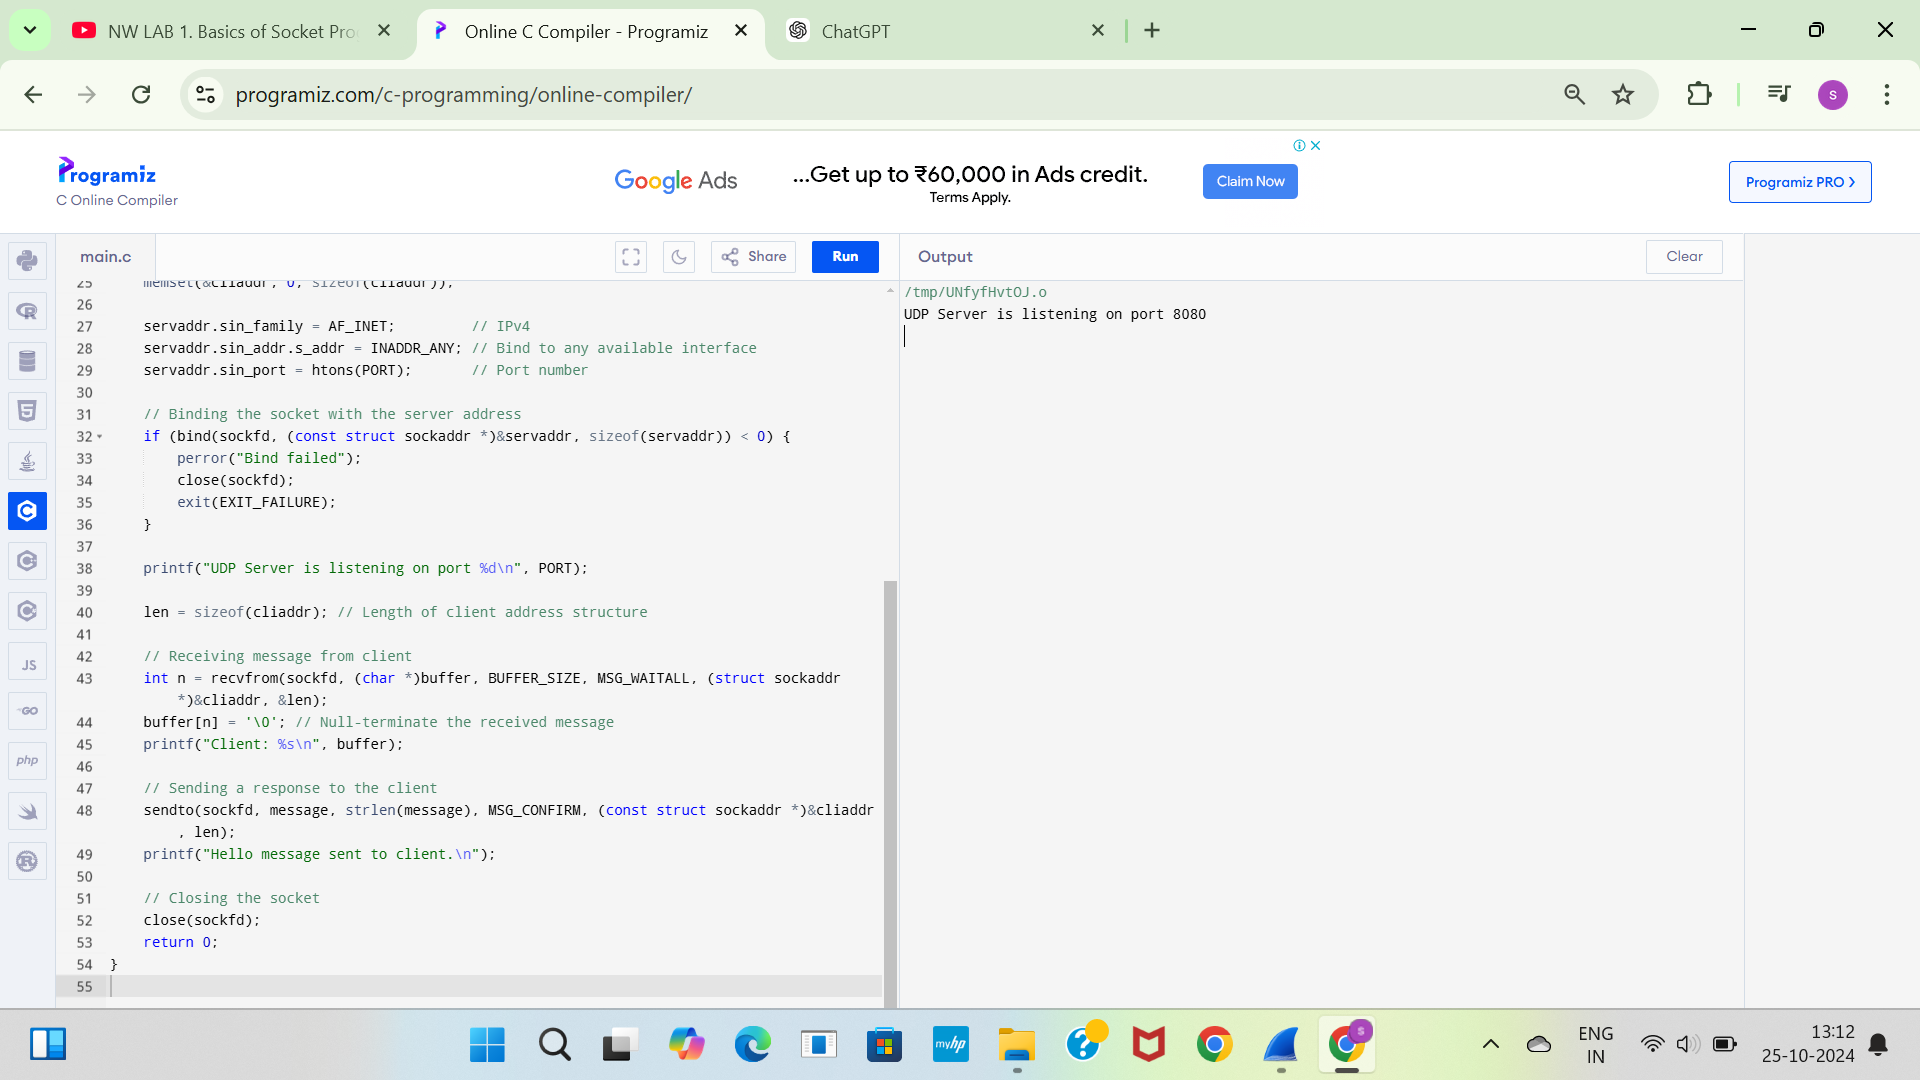 NW LAB 1. Basics of Socket Pro
Online C Compiler - Programiz
ChatGPT
programiz.com/c-programming/online-compiler/
S
Programiz
C Online Compiler
Google Ads
...Get up to ₹60,000 in Ads credit.
Terms Apply.
Claim Now
Programiz PRO
main.c
Share
Run
Output
Clear
25 memset(&cliaddr, 0, sizeof(cliaddr));
26
27 servaddr.sin_family = AF_INET; // IPv4
28 servaddr.sin_addr.s_addr = INADDR_ANY; // Bind to any available interface
29 servaddr.sin_port = htons(PORT); // Port number
30
31 // Binding the socket with the server address
32 if (bind(sockfd, (const struct sockaddr *)&servaddr, sizeof(servaddr)) < 0) {
33 perror("Bind failed");
34 close(sockfd);
35 exit(EXIT_FAILURE);
36 }
37
38 printf("UDP Server is listening on port %d\n", PORT);
39
40 len = sizeof(cliaddr); // Length of client address structure
41
42 // Receiving message from client
43 int n = recvfrom(sockfd, (char *)buffer, BUFFER_SIZE, MSG_WAITALL, (struct sockaddr
*)&cliaddr, &len);
44 buffer[n] = '\0'; // Null-terminate the received message
45 printf("Client: %s\n", buffer);
46
47 // Sending a response to the client
48 sendto(sockfd, message, strlen(message), MSG_CONFIRM, (const struct sockaddr *)&cliaddr
, len);
49 printf("Hello message sent to client.\n");
50
51 // Closing the socket
52 close(sockfd);
53 return 0;
54 }
55
/tmp/UNfyfHvtOJ.o
UDP Server is listening on port 8080
JS
GO
php
myhp
S
ENG
IN
13:12
25-10-2024